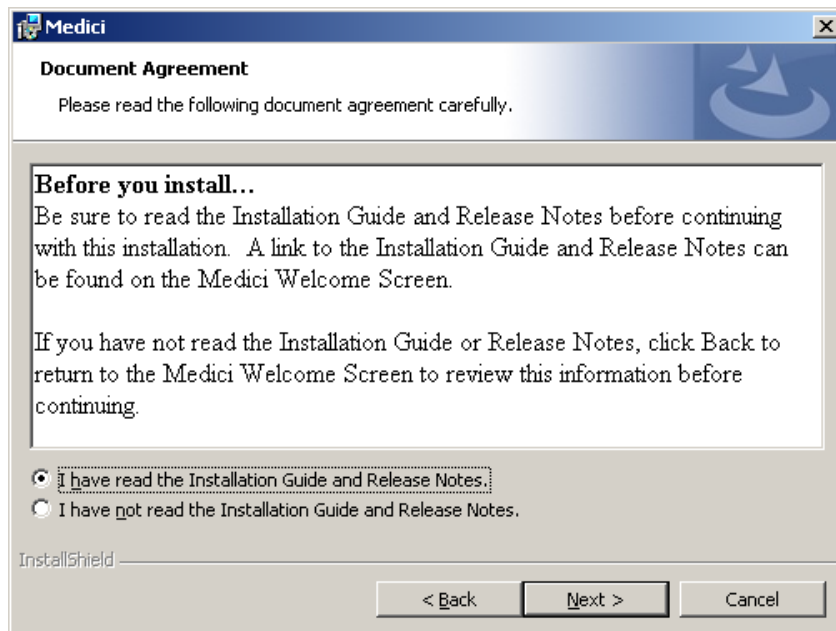 Medici
Document Agreement
Please read the following document agreement carefully.
Before you install...
Be sure to read the Installation Guide and Release Notes before continuing
with this installation.  A link to the Installation Guide and Release Notes can
be found on the Medici Welcome Screen.
If you have not read the Installation Guide or Release Notes, click Back to
return to the Medici Welcome Screen to review this information before
continuing.
I have read the Installation Guide and Release Notes.
I have not read the Installation Guide and Release Notes.
InstallShield
< Back Next > Cancel